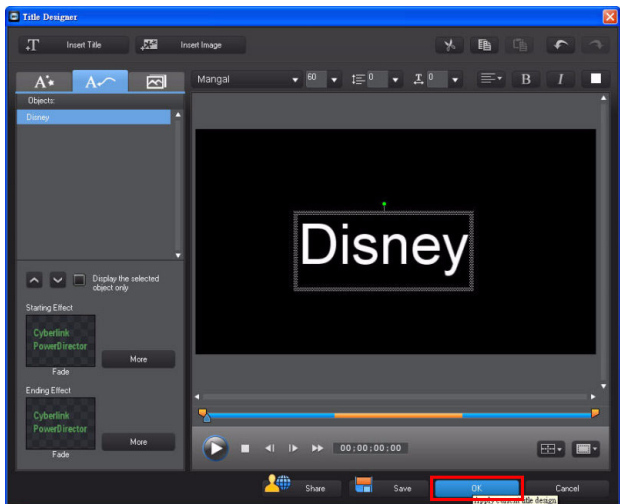 Title Designer
Insert Title
Insert Image
Mangal
60
0
0
B
I
Objects:
Disney
Disney
Display the selected
object only
Starting Effect
Cyberlink
PowerDirector
More
Fade
Ending Effect
Cyberlink
PowerDirector
More
Fade
00:00:00:00
Share
Save
OK
Cancel
title design